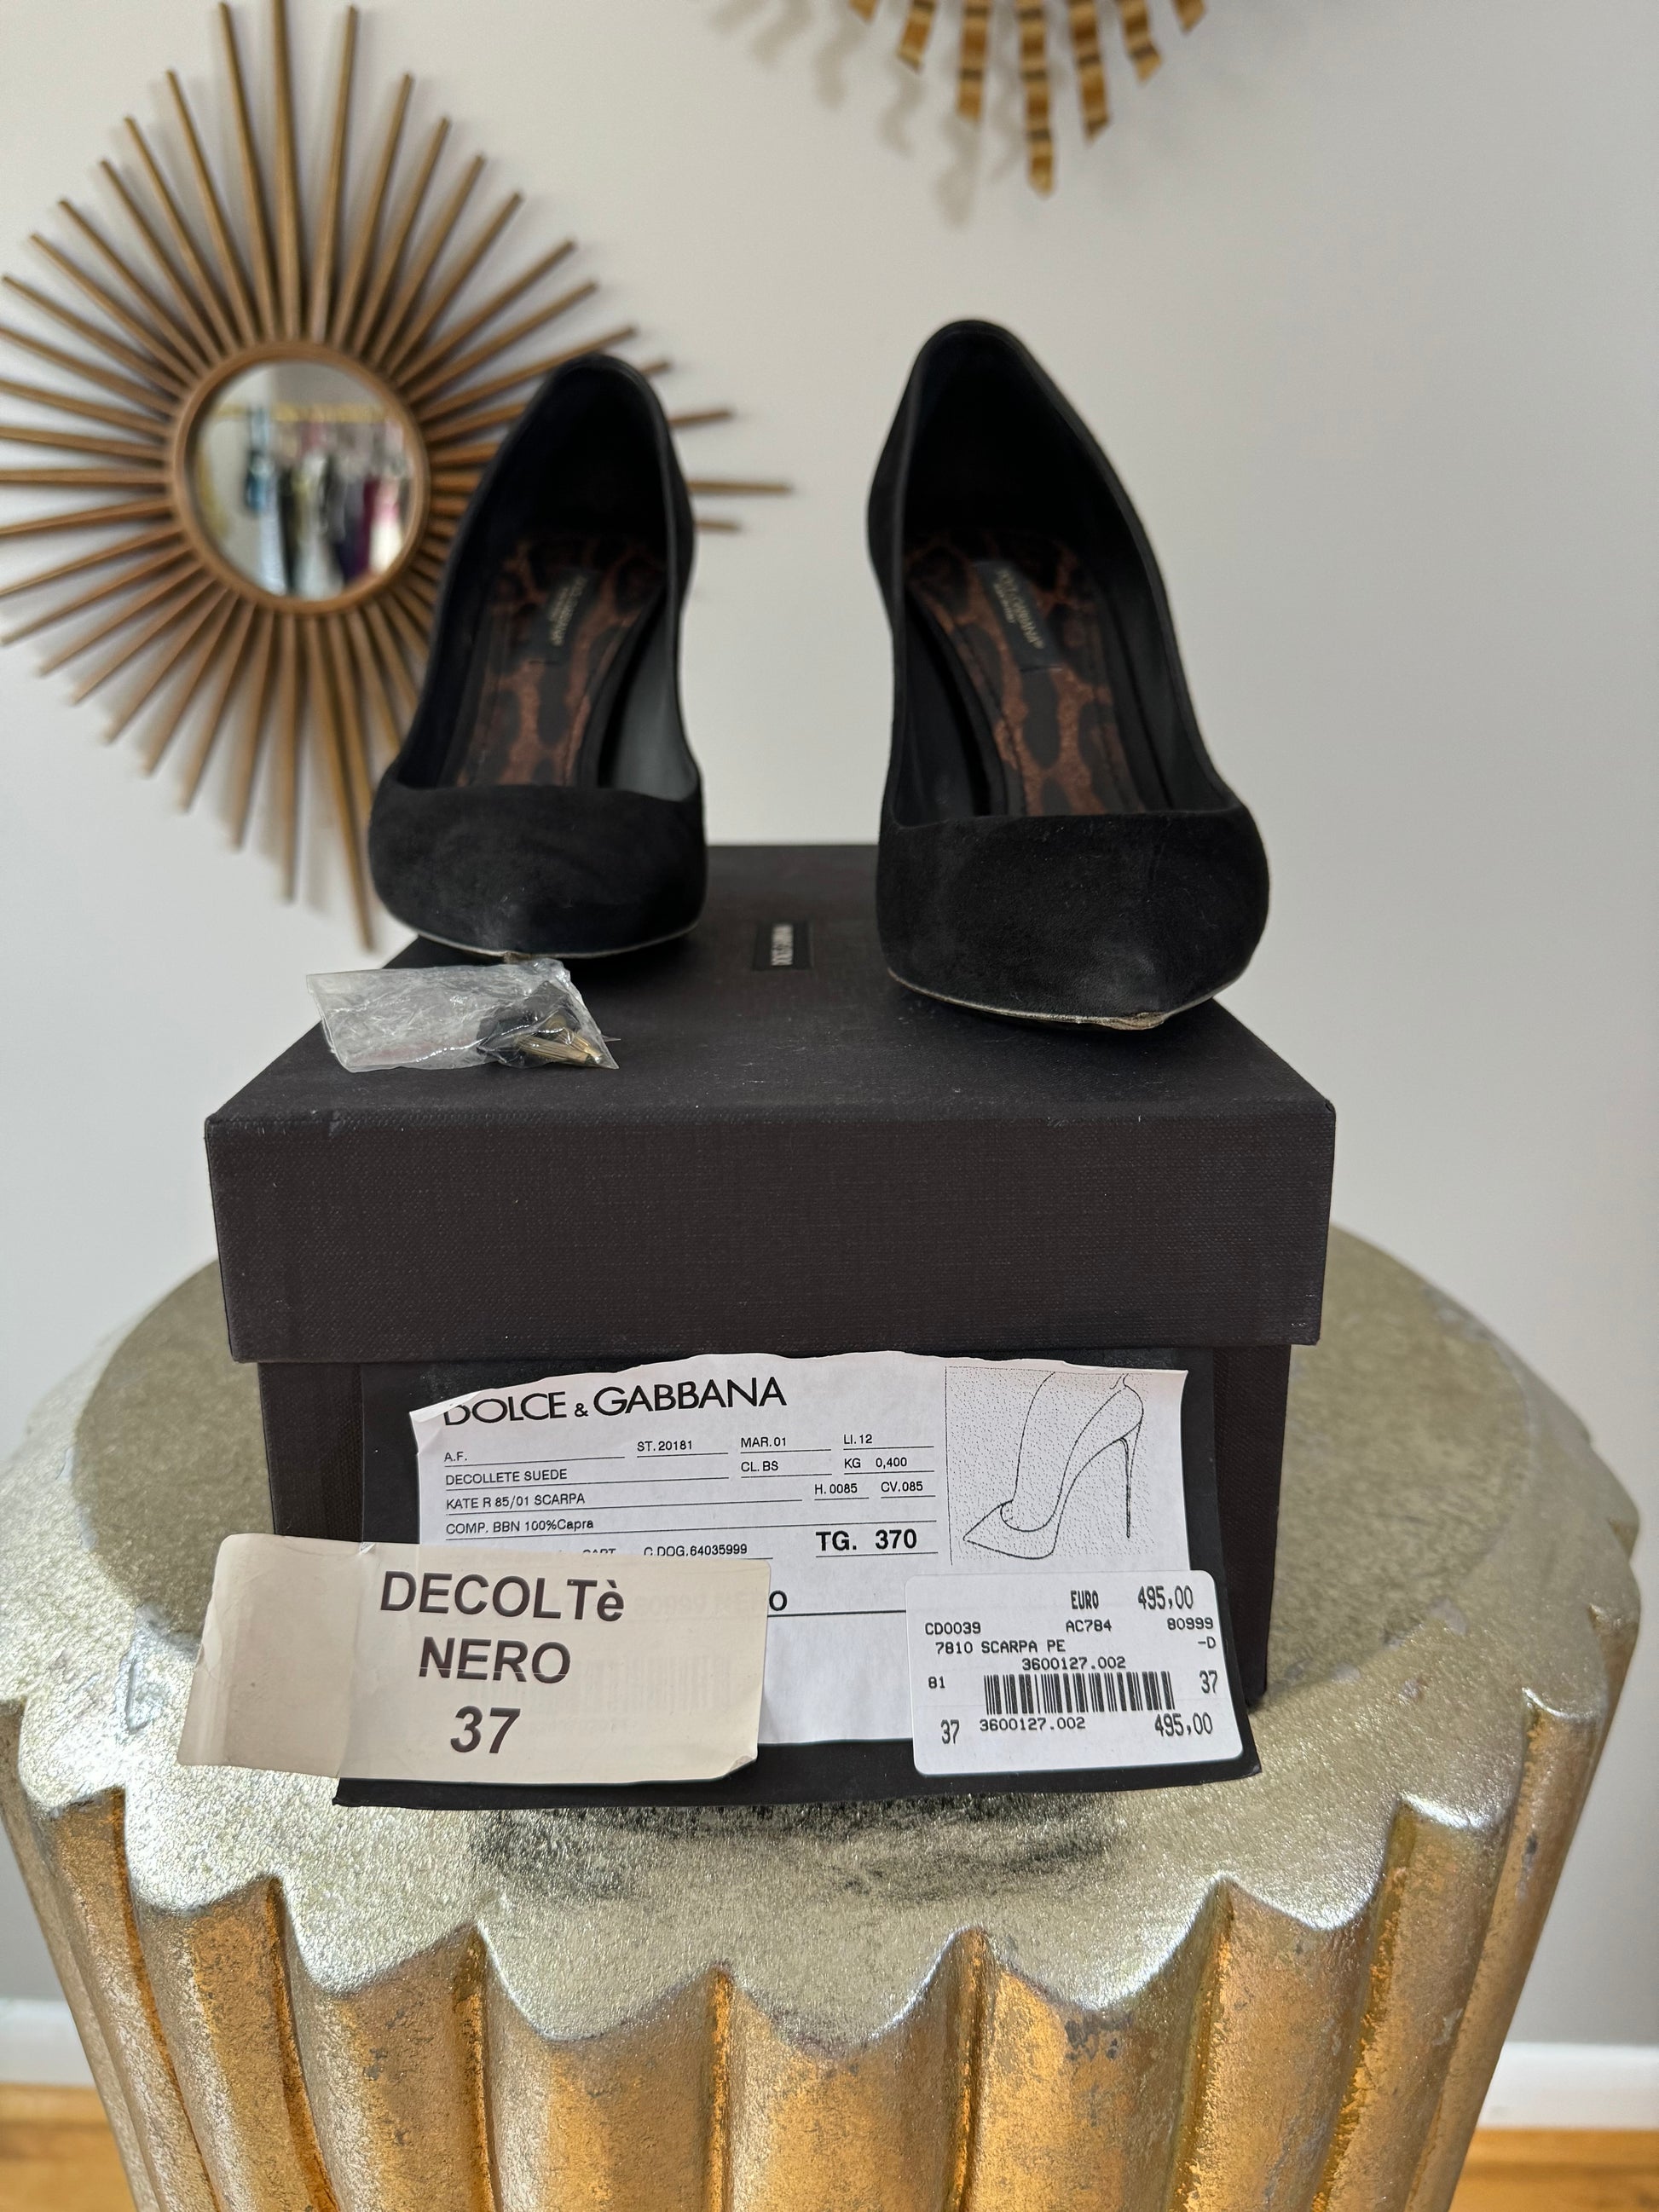 DOLCE & GABBANA
A.F. ST. 20181 MAR. 01 LI. 12
DECOLLETE SUEDE CL. BS KG 0,400
KATE R 85/01 SCARPA H. 0085 CV. 085
COMP. BBN 100%Capra
C.DOG. 64035999 TG. 370
DECOLTè
NERO
37
EURO 495,00
CD0039 AC784 80999
7810 SCARPA PE -D
3600127.002
81 37
37 3600127.002 495,00